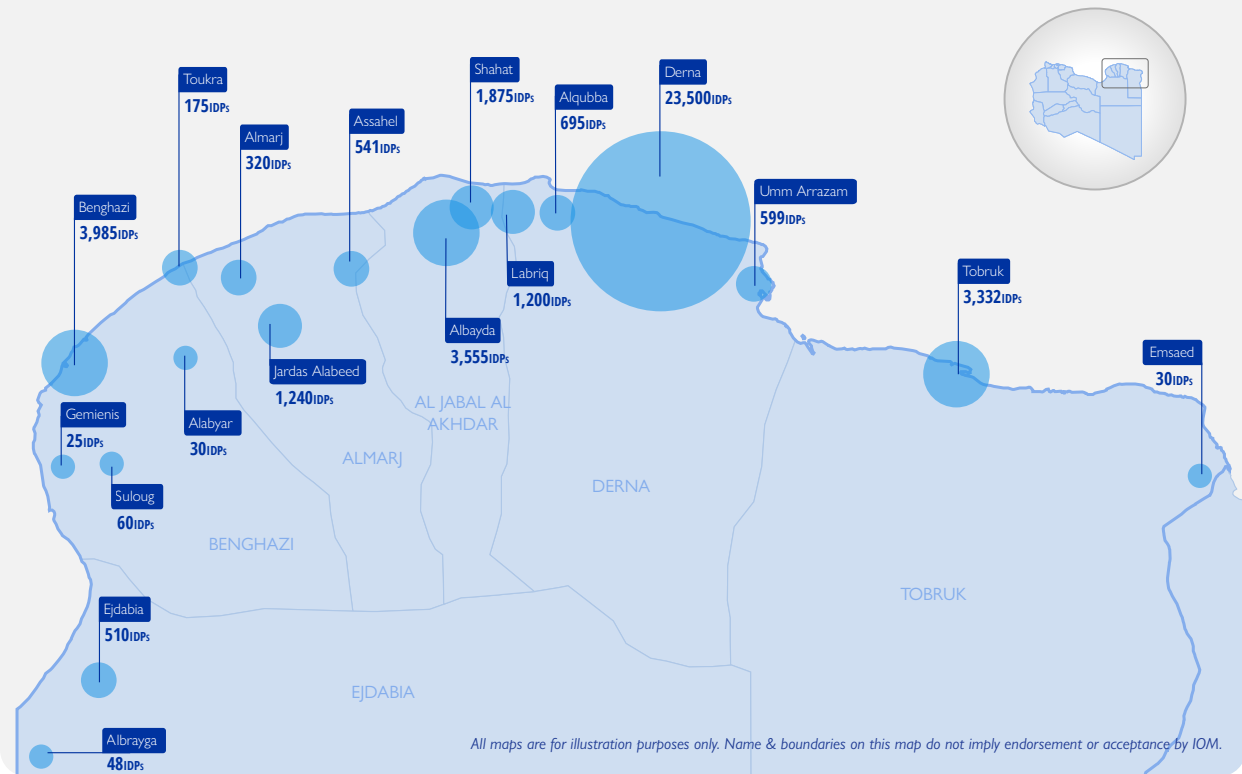 Toukra
175IDPs
Almarj
320IDPs
Assahel
541IDPs
Shahat
1,875IDPs
Alqubba
695IDPs
Derna
23,500IDPs
Benghazi
3,985IDPs
Umm Arrazam
599IDPs
Labriq
1,200IDPs
Tobruk
3,332IDPs
Albayda
3,555IDPs
Emsaed
30IDPs
Jardas Alabeed
1,240IDPs
Gemienis
25IDPs
Alabyar
30IDPs
AL JABAL AL
AKHDAR
ALMARJ
DERNA
Suloug
60IDPs
BENGHAZI
TOBRUK
Ejdabia
510IDPs
EJDABIA
Albrayga
48IDPs
All maps are for illustration purposes only. Name & boundaries on this map do not imply endorsement or acceptance by IOM.